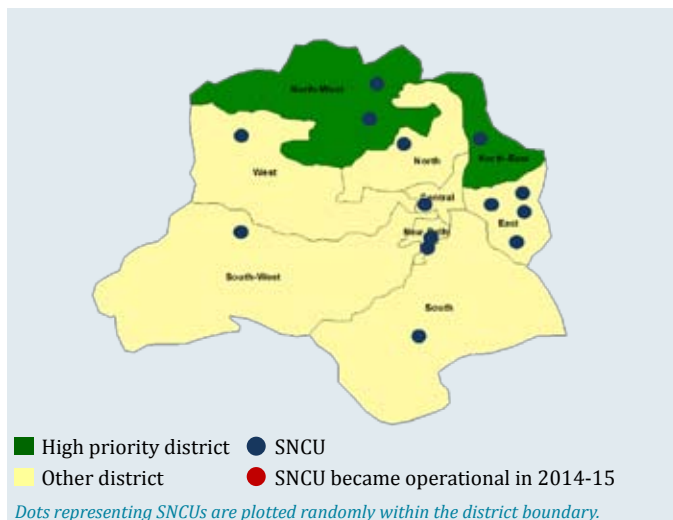 North-West
North-East
North
West
Central
East
New Delhi
South-West
South
High priority district SNCU
Other district SNCU became operational in 2014-15
Dots representing SNCUs are plotted randomly within the district boundary.